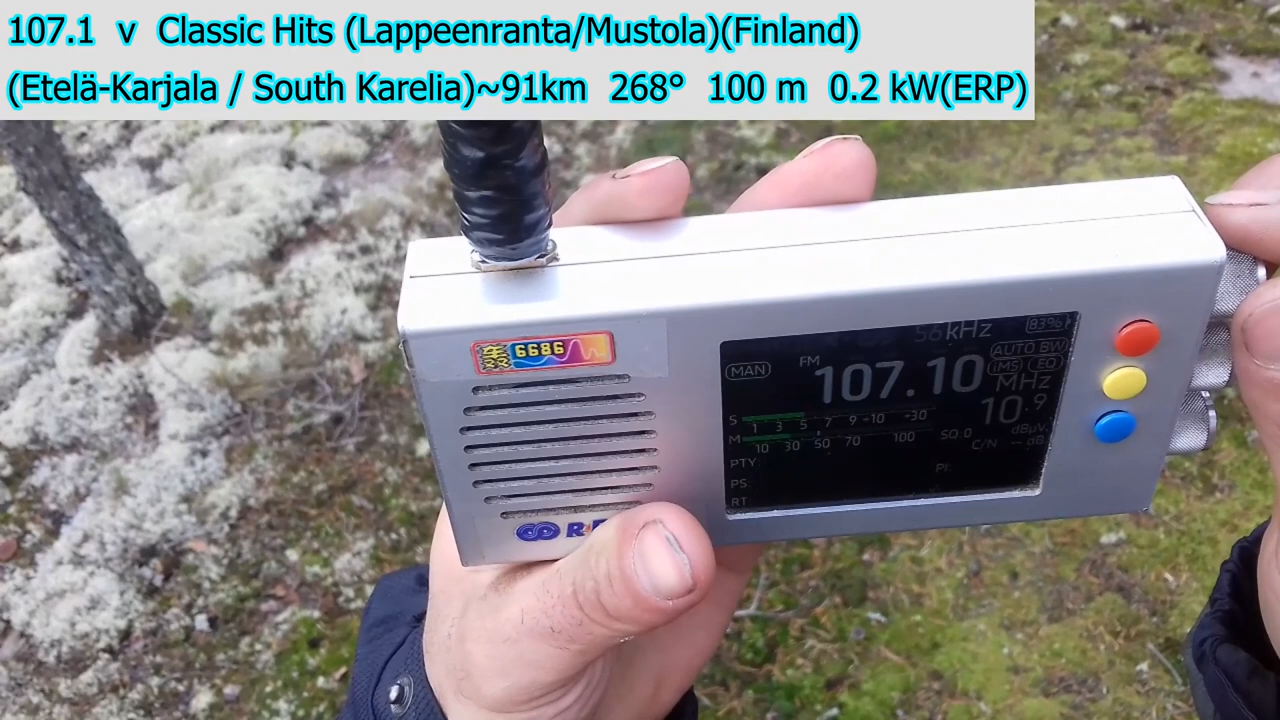 107.1 v Classic Hits (Lappeenranta/Mustola)(Finland)
(Etelä-Karjala / South Karelia)~91km 268° 100 m 0.2 kW(ERP)
6686
56kHz
83%
MAN
FM
107.10
AUTO BW
iMS EQ
MHz
S 1 3 5 7 9 +10 +30
10.9
M 10 30 50 70 100
SQ:0
dBµV
C/N -- dB
PTY:
PI:
PS:
RT: